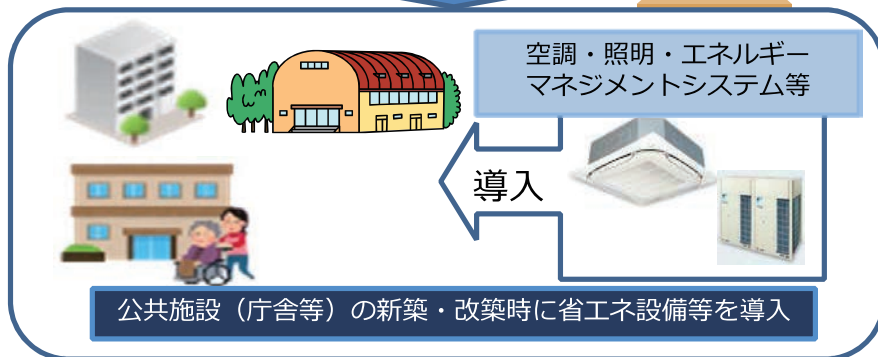 空調・照明・エネルギー
マネジメントシステム等
導入
公共施設（庁舎等）の新築・改築時に省エネ設備等を導入